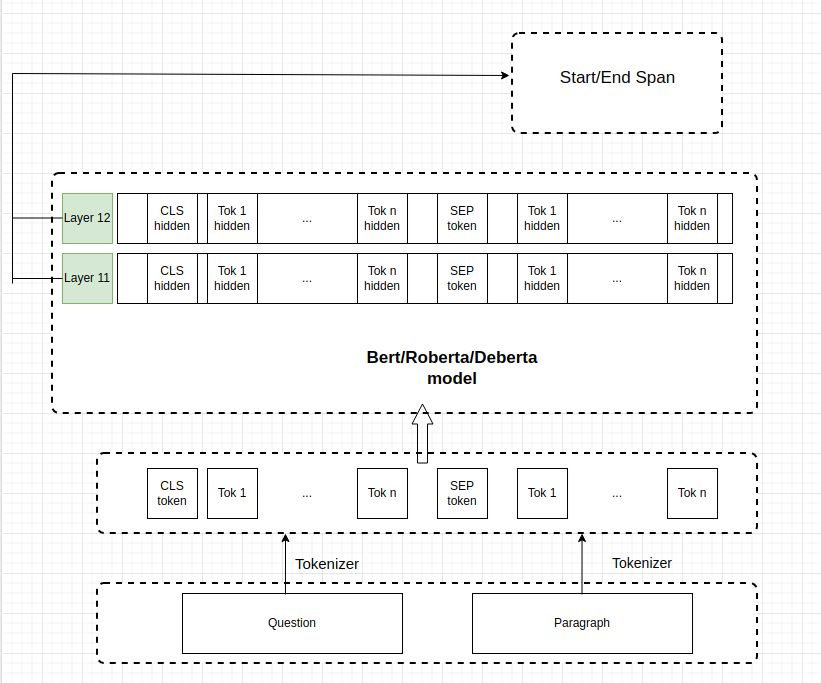 Start/End Span
Layer 12
CLS
hidden
Tok 1
hidden
...
Tok n
hidden
SEP
token
Tok 1
hidden
...
Tok n
hidden
Layer 11
CLS
hidden
Tok 1
hidden
...
Tok n
hidden
SEP
token
Tok 1
hidden
...
Tok n
hidden
Bert/Roberta/Deberta
model
CLS
token
Tok 1
...
Tok n
SEP
token
Tok 1
...
Tok n
Tokenizer
Tokenizer
Question
Paragraph